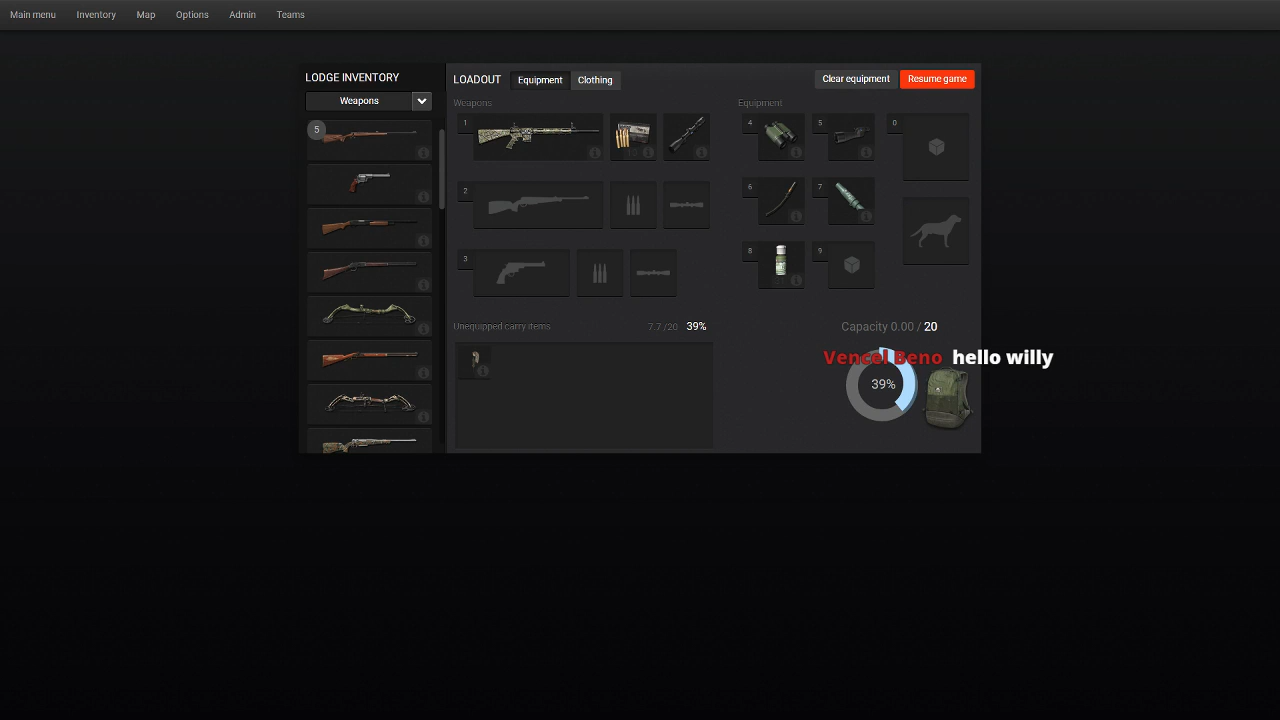 Main menu Inventory Map Options Admin Teams
LODGE INVENTORY
Weapons
5
LOADOUT Equipment Clothing
Clear equipment Resume game
Weapons
Equipment
1
2
3
4
5
0
6
7
8
9
Unequipped carry items 7.7 /20 39%
Capacity 0.00 / 20
Vencel Beno hello willy
39%